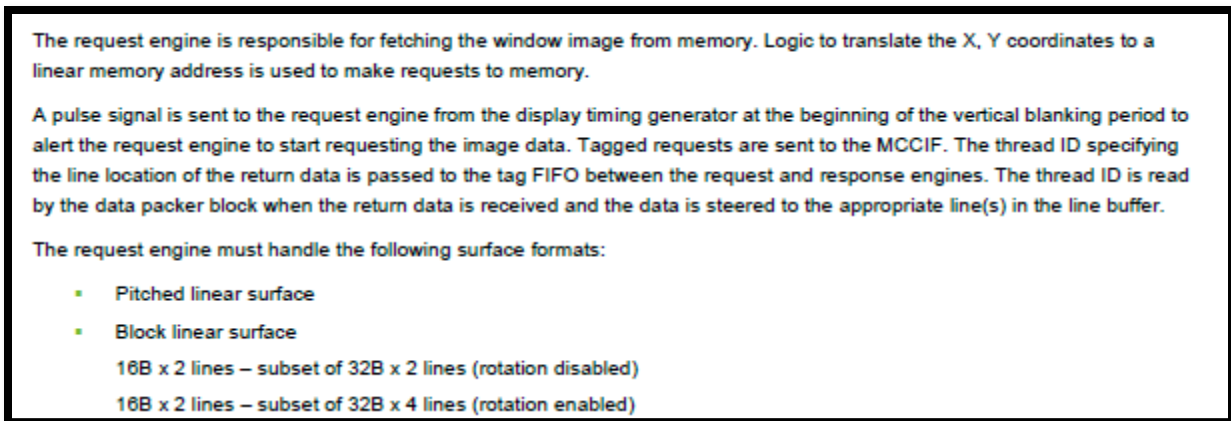 The request engine is responsible for fetching the window image from memory. Logic to translate the X, Y coordinates to a
linear memory address is used to make requests to memory.
A pulse signal is sent to the request engine from the display timing generator at the beginning of the vertical blanking period to
alert the request engine to start requesting the image data. Tagged requests are sent to the MCCIF. The thread ID specifying
the line location of the return data is passed to the tag FIFO between the request and response engines. The thread ID is read
by the data packer block when the return data is received and the data is steered to the appropriate line(s) in the line buffer.
The request engine must handle the following surface formats:
▪ Pitched linear surface
▪ Block linear surface
16B x 2 lines – subset of 32B x 2 lines (rotation disabled)
16B x 2 lines – subset of 32B x 4 lines (rotation enabled)